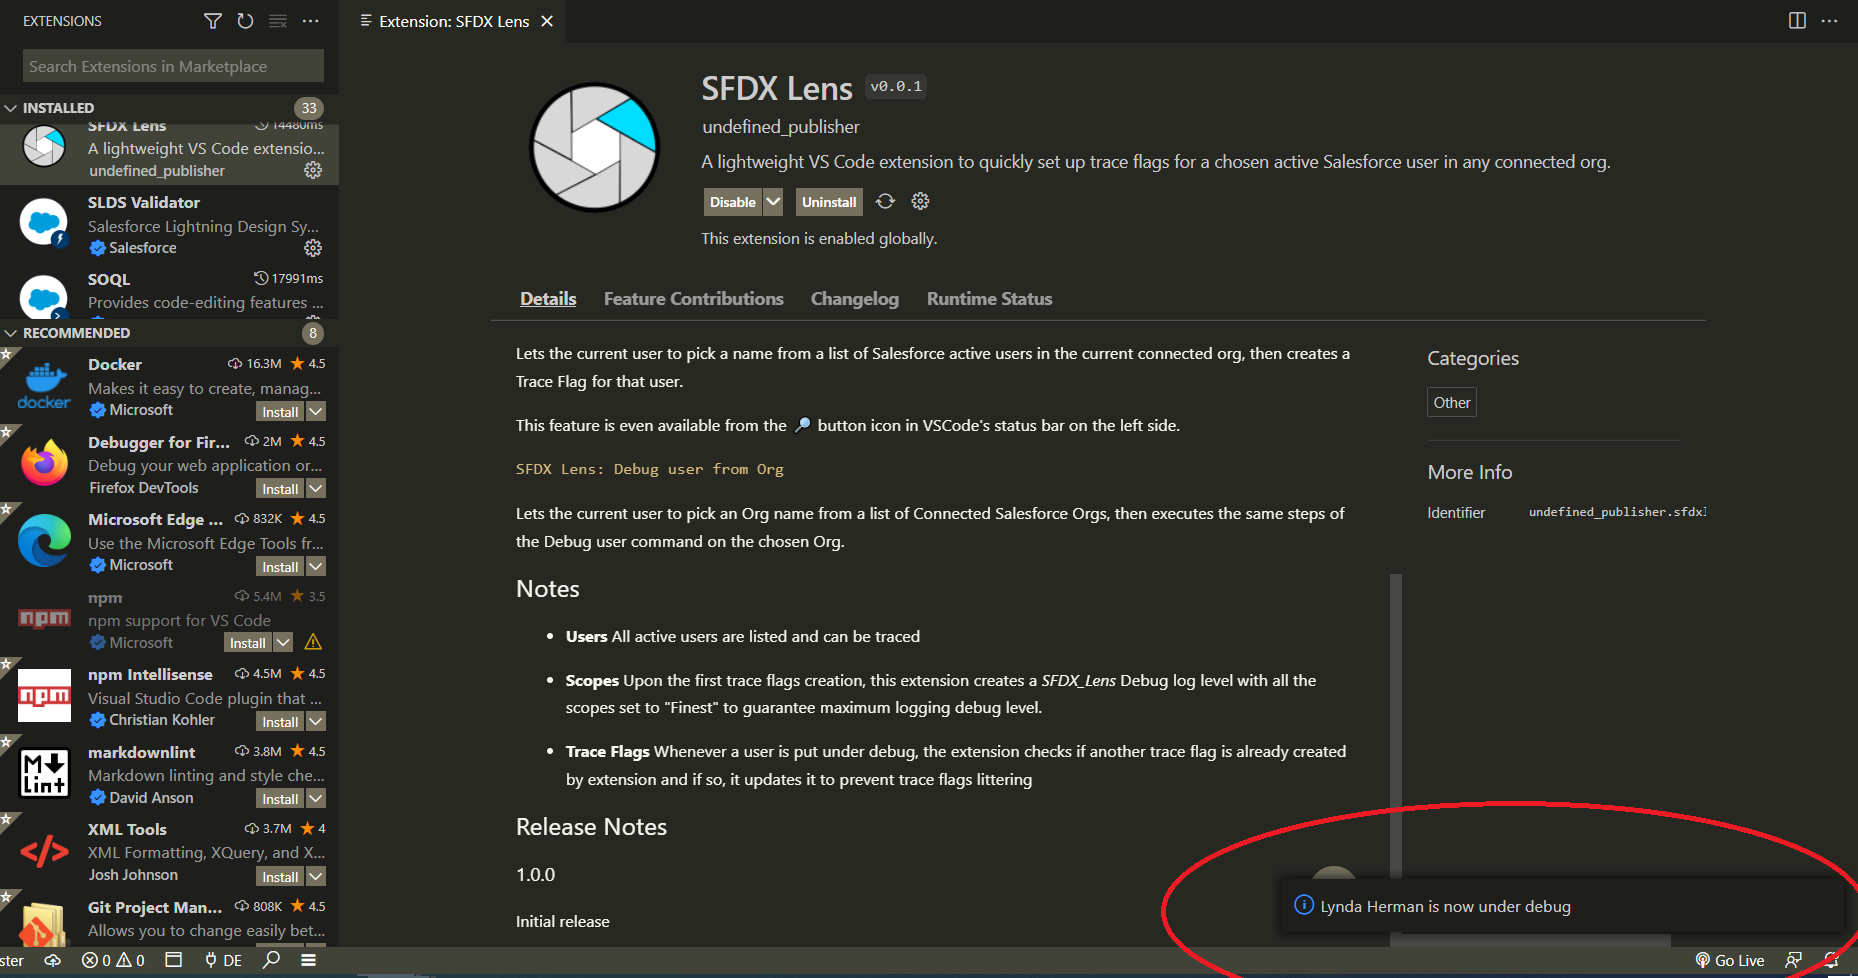 EXTENSIONS
Search Extensions in Marketplace
INSTALLED 33
SFDX Lens 14480ms
A lightweight VS Code extensio...
undefined_publisher
SLDS Validator
Salesforce Lightning Design Sy...
Salesforce
SOQL 17991ms
Provides code-editing features ...
RECOMMENDED 8
Docker 16.3M 4.5
Makes it easy to create, manag...
docker
Microsoft Install
Debugger for Fir... 2M 4.5
Debug your web application or...
Firefox DevTools Install
Microsoft Edge ... 832K 4.5
Use the Microsoft Edge Tools fr...
Microsoft Install
npm 5.4M 3.5
npm
npm support for VS Code
Microsoft Install
npm Intellisense 4.5M 4.5
npm
Visual Studio Code plugin that ...
Christian Kohler Install
markdownlint 3.8M 4.5
M
Lint
Markdown linting and style che...
David Anson Install
XML Tools 3.7M 4
</>
XML Formatting, XQuery, and X...
Josh Johnson Install
Git Project Man... 808K 4.5
Allows you to change easily bet...
Extension: SFDX Lens
SFDX Lens v0.0.1
undefined_publisher
A lightweight VS Code extension to quickly set up trace flags for a chosen active Salesforce user in any connected org.
Disable Uninstall
This extension is enabled globally.
Details Feature Contributions Changelog Runtime Status
Lets the current user to pick a name from a list of Salesforce active users in the current connected org, then creates a
Trace Flag for that user.
This feature is even available from the 🔎 button icon in VSCode's status bar on the left side.
SFDX Lens: Debug user from Org
Lets the current user to pick an Org name from a list of Connected Salesforce Orgs, then executes the same steps of
the Debug user command on the chosen Org.
Notes
• Users All active users are listed and can be traced
• Scopes Upon the first trace flags creation, this extension creates a SFDX_Lens Debug log level with all the
scopes set to "Finest" to guarantee maximum logging debug level.
• Trace Flags Whenever a user is put under debug, the extension checks if another trace flag is already created
by extension and if so, it updates it to prevent trace flags littering
Release Notes
1.0.0
Initial release
Categories
Other
More Info
Identifier undefined_publisher.sfdxl
Lynda Herman is now under debug
ster 0 0 DE Go Live